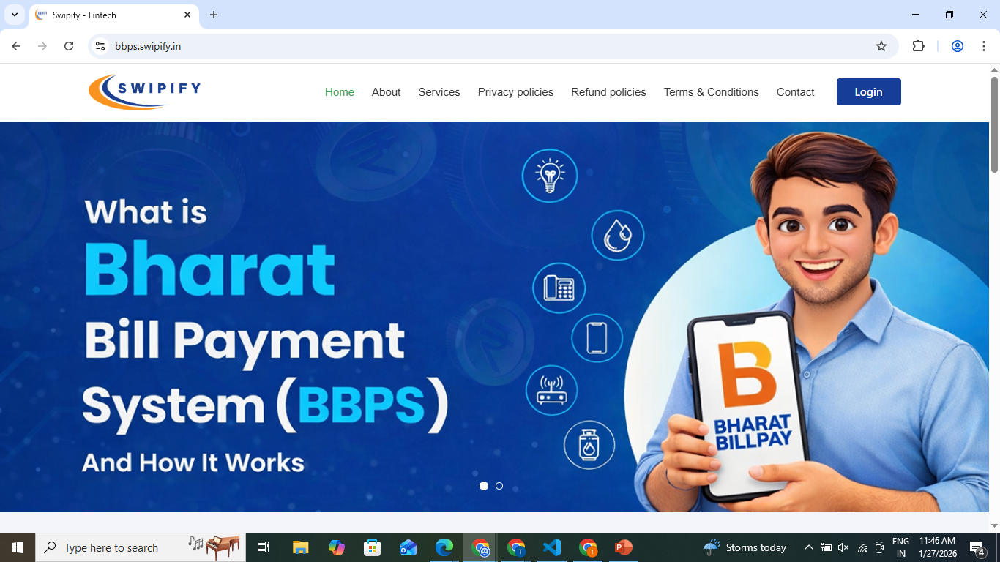 Swipify - Fintech
bbps.swipify.in
SWIPIFY
Home
About
Services
Privacy policies
Refund policies
Terms & Conditions
Contact
Login
What is
Bharat
Bill Payment
System (BBPS)
And How It Works
B
BHARAT
BILLPAY
Type here to search
Storms today
ENG
IN
11:46 AM
1/27/2026
4